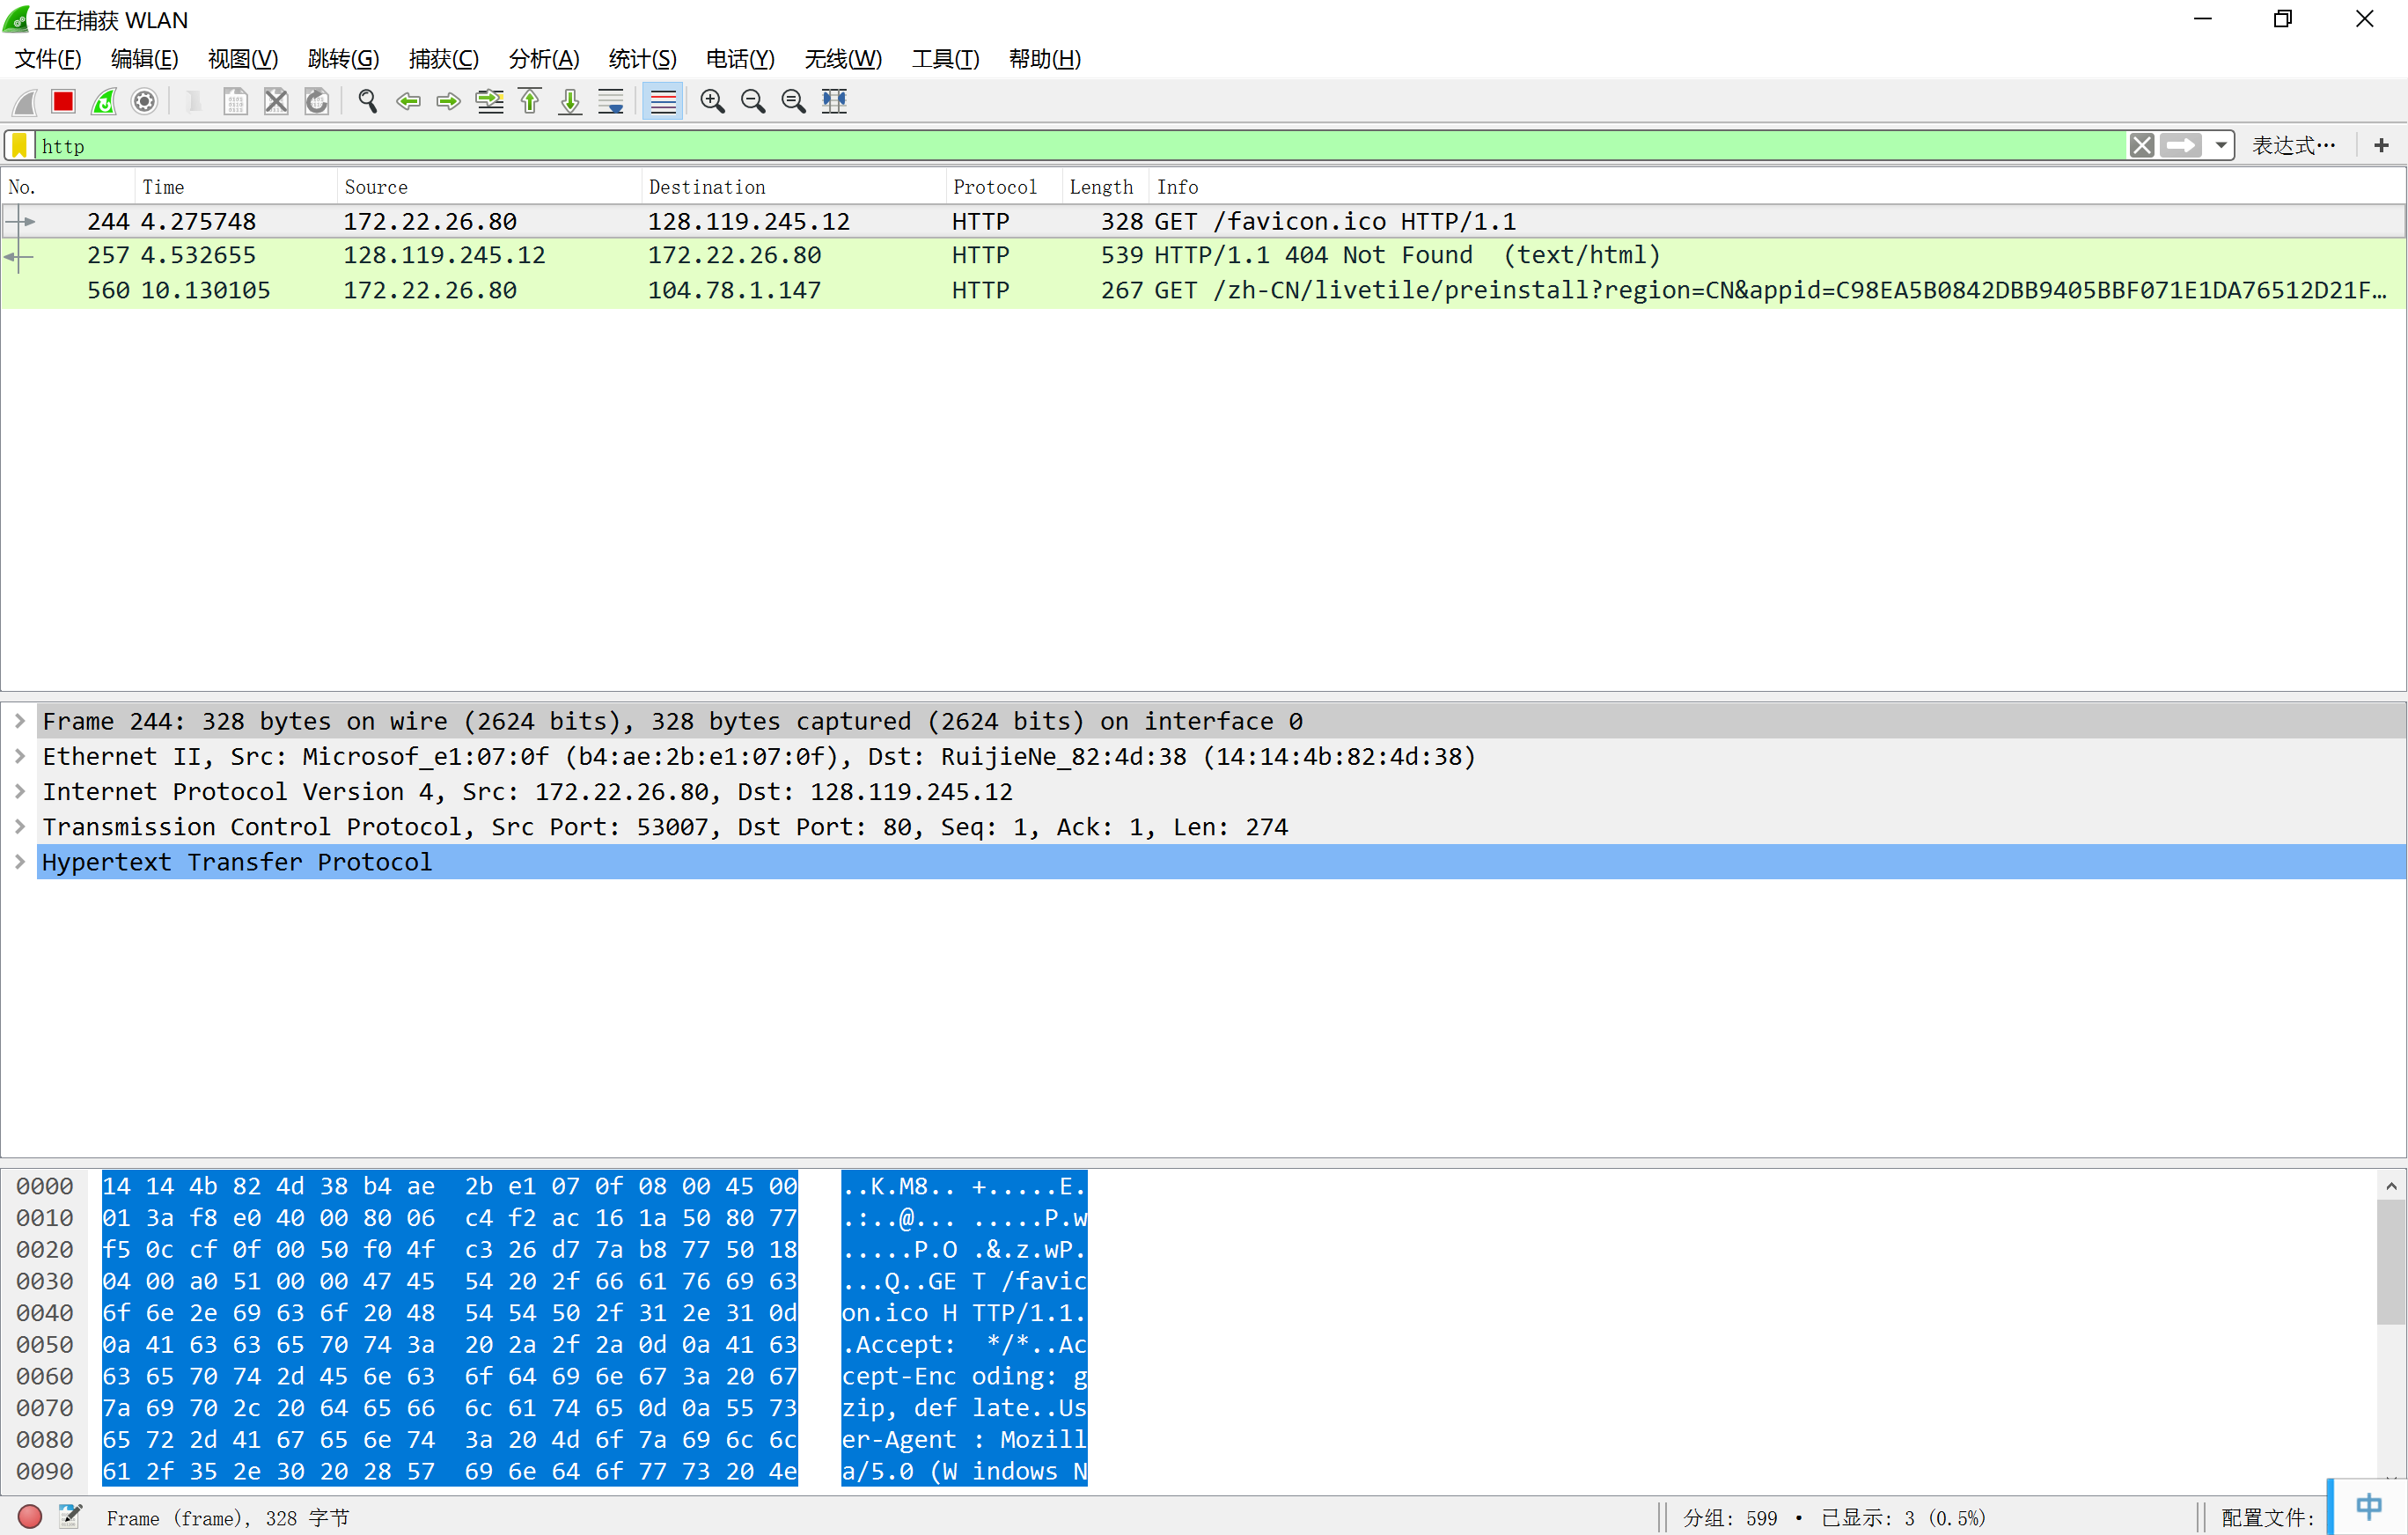 正在捕获 WLAN
文件(F) 编辑(E) 视图(V) 跳转(G) 捕获(C) 分析(A) 统计(S) 电话(Y) 无线(W) 工具(T) 帮助(H)
http 表达式… +
No. Time Source Destination Protocol Length Info
244 4.275748 172.22.26.80 128.119.245.12 HTTP 328 GET /favicon.ico HTTP/1.1
257 4.532655 128.119.245.12 172.22.26.80 HTTP 539 HTTP/1.1 404 Not Found (text/html)
560 10.130105 172.22.26.80 104.78.1.147 HTTP 267 GET /zh-CN/livetile/preinstall?region=CN&appid=C98EA5B0842DBB9405BBF071E1DA76512D21F…
Frame 244: 328 bytes on wire (2624 bits), 328 bytes captured (2624 bits) on interface 0
Ethernet II, Src: Microsof_e1:07:0f (b4:ae:2b:e1:07:0f), Dst: RuijieNe_82:4d:38 (14:14:4b:82:4d:38)
Internet Protocol Version 4, Src: 172.22.26.80, Dst: 128.119.245.12
Transmission Control Protocol, Src Port: 53007, Dst Port: 80, Seq: 1, Ack: 1, Len: 274
Hypertext Transfer Protocol
0000 14 14 4b 82 4d 38 b4 ae 2b e1 07 0f 08 00 45 00 ..K.M8.. +.....E.
0010 01 3a f8 e0 40 00 80 06 c4 f2 ac 16 1a 50 80 77 .:..@... .....P.w
0020 f5 0c cf 0f 00 50 f0 4f c3 26 d7 7a b8 77 50 18 .....P.O .&.z.wP.
0030 04 00 a0 51 00 00 47 45 54 20 2f 66 61 76 69 63 ...Q..GE T /favic
0040 6f 6e 2e 69 63 6f 20 48 54 54 50 2f 31 2e 31 0d on.ico H TTP/1.1.
0050 0a 41 63 63 65 70 74 3a 20 2a 2f 2a 0d 0a 41 63 .Accept: */*..Ac
0060 63 65 70 74 2d 45 6e 63 6f 64 69 6e 67 3a 20 67 cept-Enc oding: g
0070 7a 69 70 2c 20 64 65 66 6c 61 74 65 0d 0a 55 73 zip, def late..Us
0080 65 72 2d 41 67 65 6e 74 3a 20 4d 6f 7a 69 6c 6c er-Agent : Mozill
0090 61 2f 35 2e 30 20 28 57 69 6e 64 6f 77 73 20 4e a/5.0 (W indows N
Frame (frame), 328 字节 分组: 599 · 已显示: 3 (0.5%) 配置文件: 中